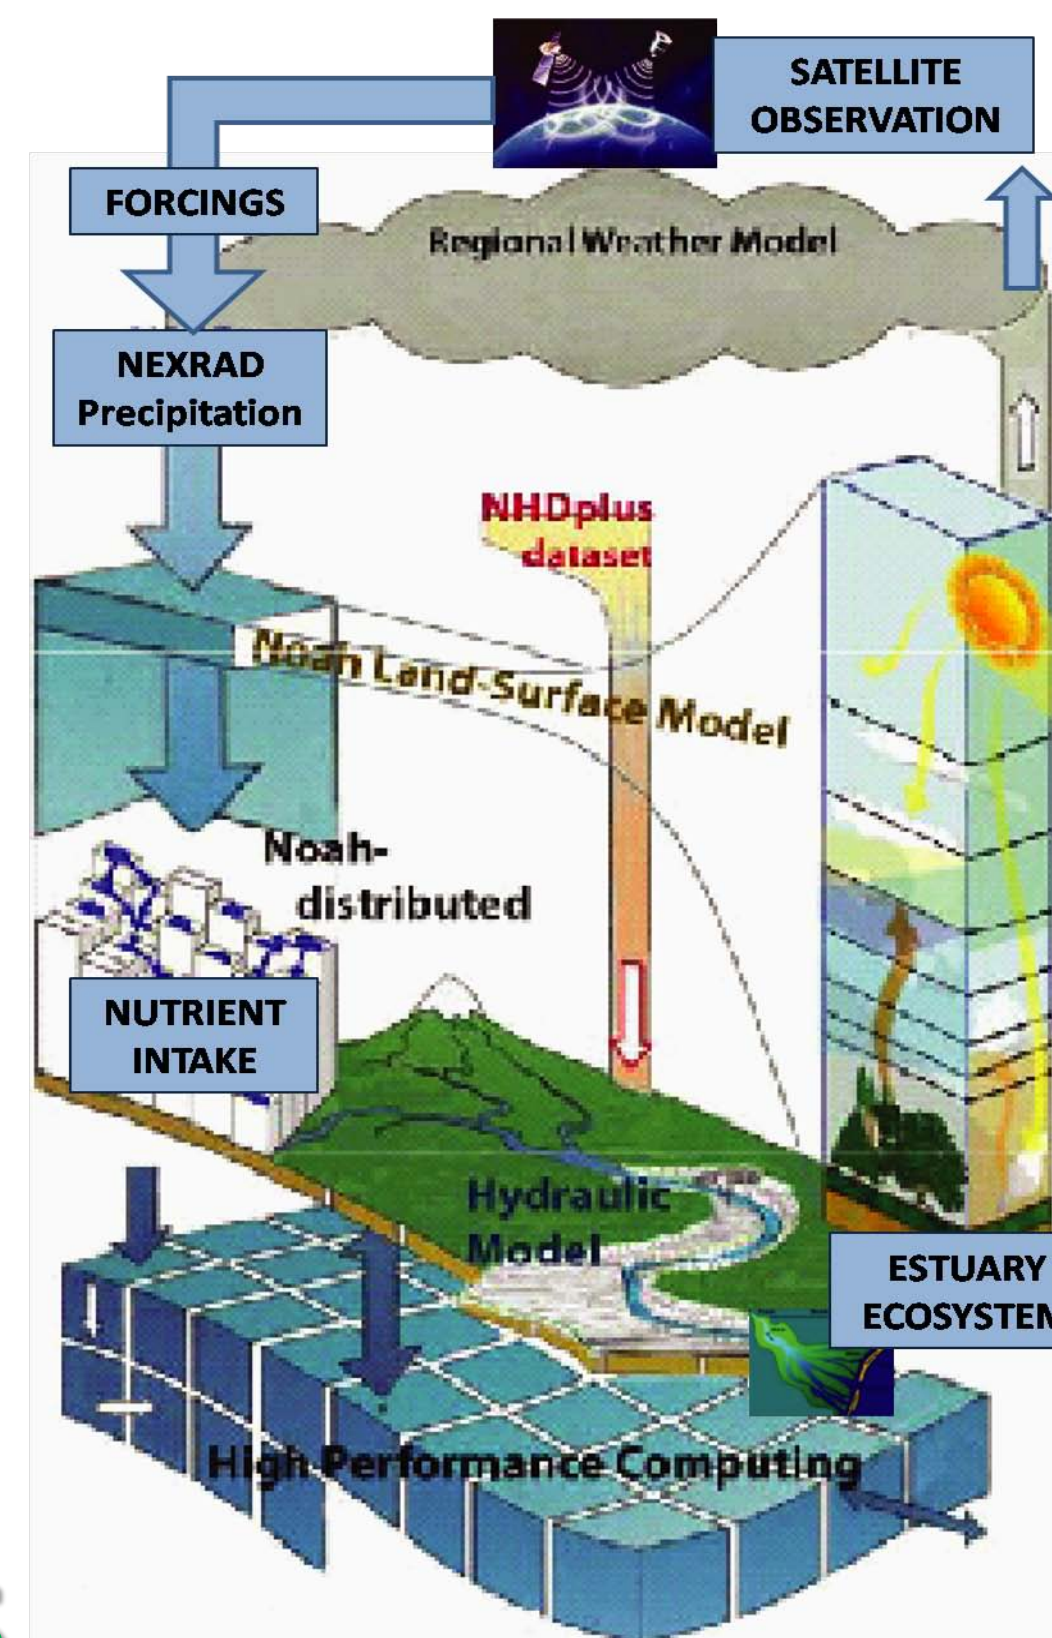 SATELLITE
OBSERVATION
FORCINGS
Regional Weather Model
NEXRAD
Precipitation
NHDplus
dataset
Noah Land-Surface Model
Noah-
distributed
NUTRIENT
INTAKE
Hydraulic
Model
ESTUARY
ECOSYSTEM
High Performance Computing